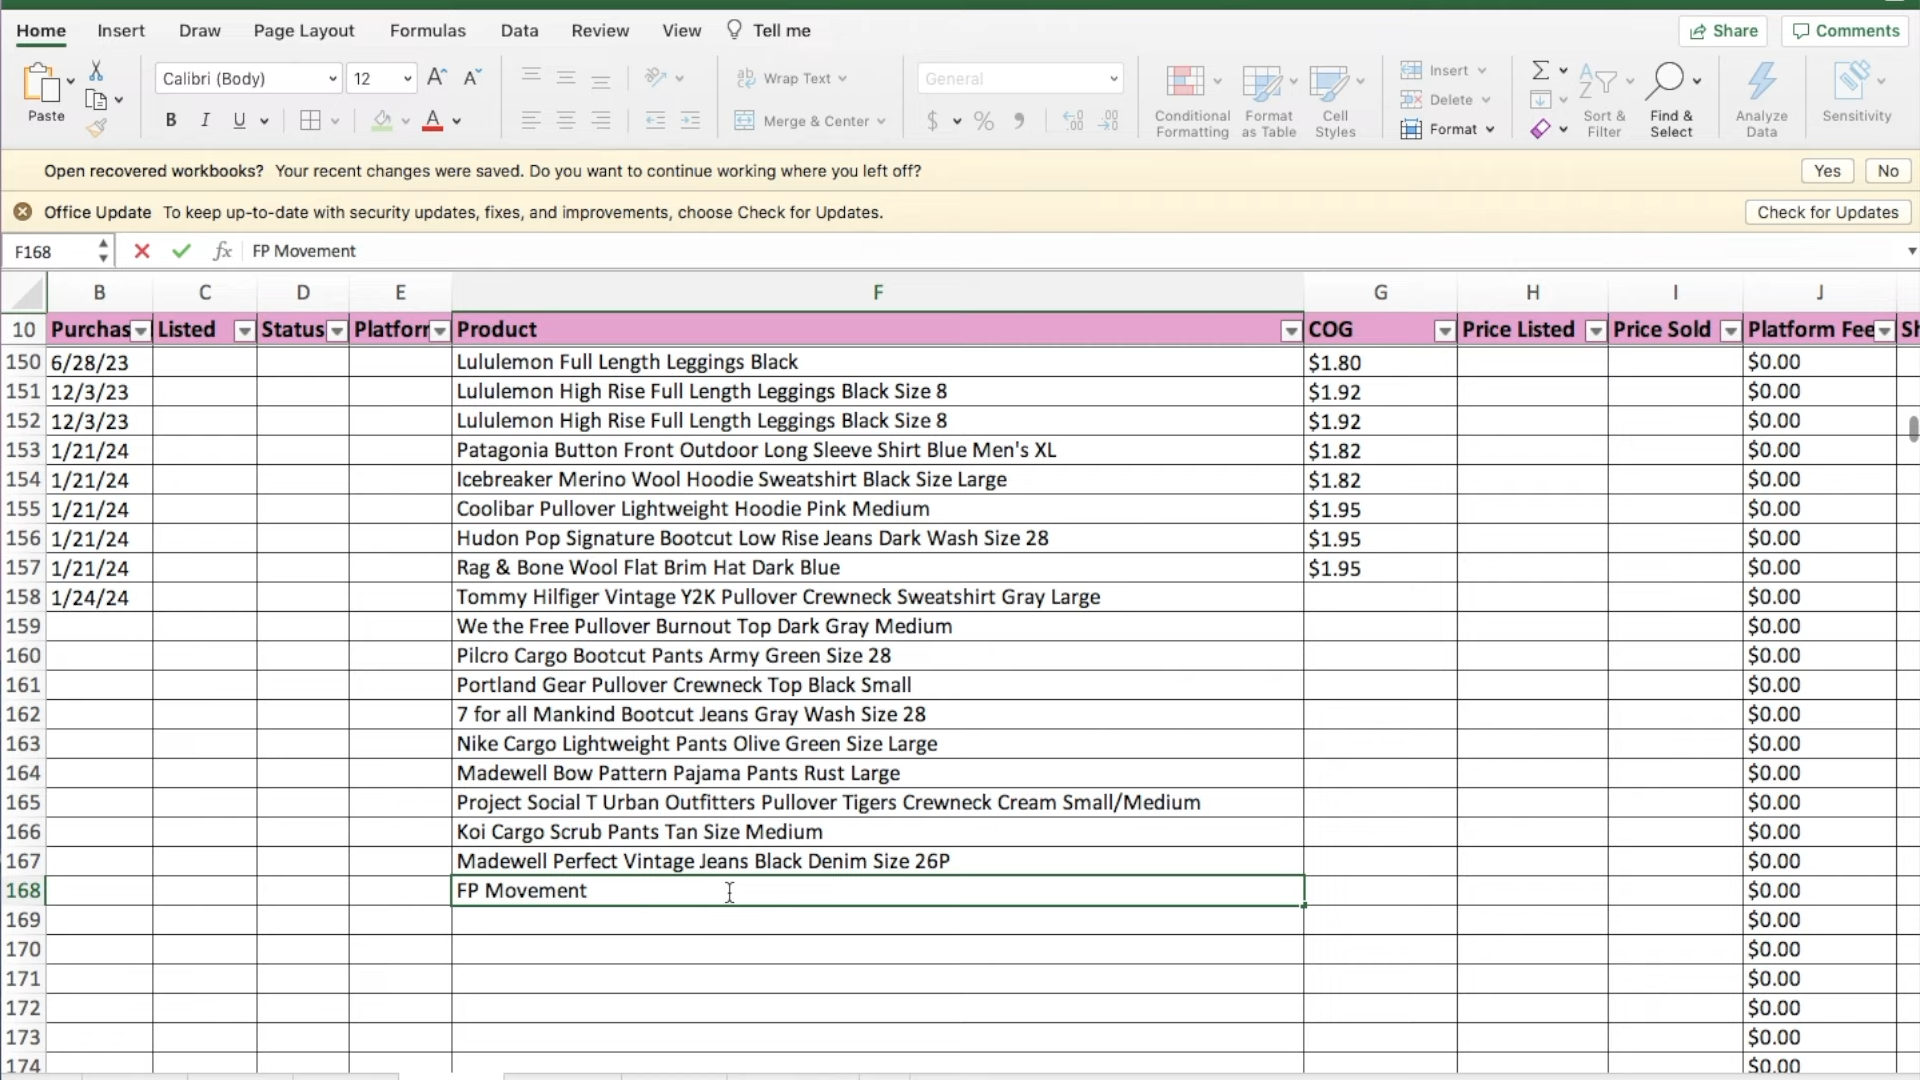 Home Insert Draw Page Layout Formulas Data Review View Tell me Share Comments
Paste Calibri (Body) 12 A A Wrap Text General Insert
B I U A Merge & Center $ % Conditional Formatting Format as Table Cell Styles Delete Format Sort & Filter Find & Select Analyze Data Sensitivity
Open recovered workbooks? Your recent changes were saved. Do you want to continue working where you left off? Yes No
Office Update To keep up-to-date with security updates, fixes, and improvements, choose Check for Updates. Check for Updates
F168 fx FP Movement
B C D E F G H I J
10 Purchas Listed Status Platforr Product COG Price Listed Price Sold Platform Fee Sh
150 6/28/23 Lululemon Full Length Leggings Black $1.80 $0.00
151 12/3/23 Lululemon High Rise Full Length Leggings Black Size 8 $1.92 $0.00
152 12/3/23 Lululemon High Rise Full Length Leggings Black Size 8 $1.92 $0.00
153 1/21/24 Patagonia Button Front Outdoor Long Sleeve Shirt Blue Men's XL $1.82 $0.00
154 1/21/24 Icebreaker Merino Wool Hoodie Sweatshirt Black Size Large $1.82 $0.00
155 1/21/24 Coolibar Pullover Lightweight Hoodie Pink Medium $1.95 $0.00
156 1/21/24 Hudon Pop Signature Bootcut Low Rise Jeans Dark Wash Size 28 $1.95 $0.00
157 1/21/24 Rag & Bone Wool Flat Brim Hat Dark Blue $1.95 $0.00
158 1/24/24 Tommy Hilfiger Vintage Y2K Pullover Crewneck Sweatshirt Gray Large $0.00
159 We the Free Pullover Burnout Top Dark Gray Medium $0.00
160 Pilcro Cargo Bootcut Pants Army Green Size 28 $0.00
161 Portland Gear Pullover Crewneck Top Black Small $0.00
162 7 for all Mankind Bootcut Jeans Gray Wash Size 28 $0.00
163 Nike Cargo Lightweight Pants Olive Green Size Large $0.00
164 Madewell Bow Pattern Pajama Pants Rust Large $0.00
165 Project Social T Urban Outfitters Pullover Tigers Crewneck Cream Small/Medium $0.00
166 Koi Cargo Scrub Pants Tan Size Medium $0.00
167 Madewell Perfect Vintage Jeans Black Denim Size 26P $0.00
168 FP Movement $0.00
169 $0.00
170 $0.00
171 $0.00
172 $0.00
173 $0.00
174 $0.00